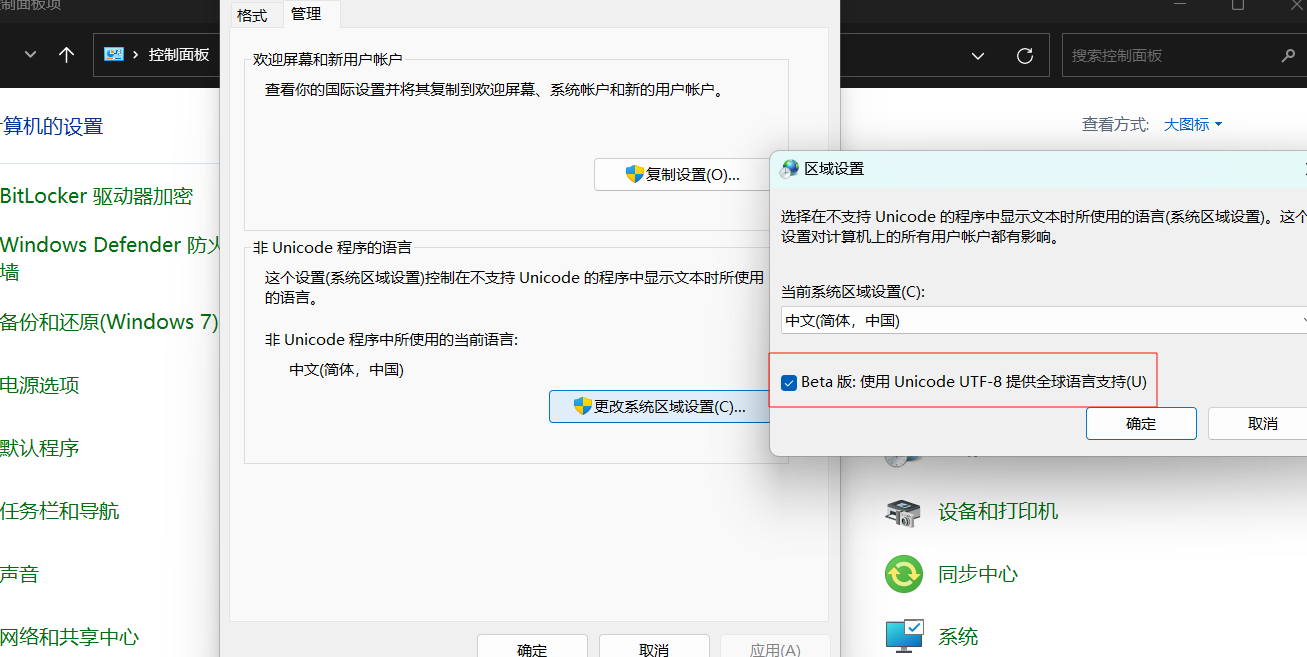 控制面板项
控制面板
搜索控制面板
计算机的设置
查看方式:
大图标
BitLocker 驱动器加密
Windows Defender 防火
墙
备份和还原(Windows 7)
电源选项
默认程序
任务栏和导航
声音
网络和共享中心
格式
管理
欢迎屏幕和新用户帐户
查看你的国际设置并将其复制到欢迎屏幕、系统帐户和新的用户帐户。
复制设置(O)...
非 Unicode 程序的语言
这个设置(系统区域设置)控制在不支持 Unicode 的程序中显示文本时所使用
的语言。
非 Unicode 程序中所使用的当前语言:
中文(简体，中国)
更改系统区域设置(C)...
确定
取消
应用(A)
区域设置
选择在不支持 Unicode 的程序中显示文本时所使用的语言(系统区域设置)。这个
设置对计算机上的所有用户帐户都有影响。
当前系统区域设置(C):
中文(简体，中国)
Beta 版: 使用 Unicode UTF-8 提供全球语言支持(U)
确定
取消
设备和打印机
同步中心
系统